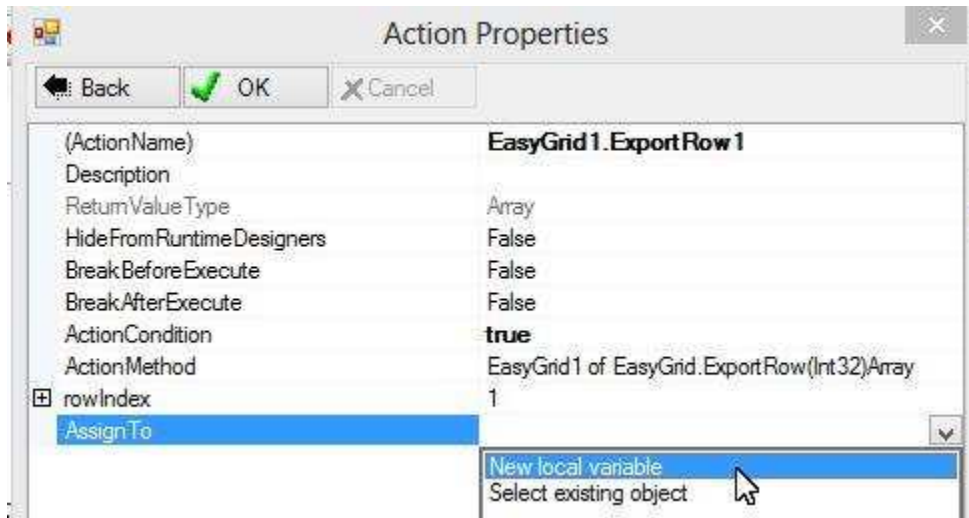 Action Properties
Back OK Cancel
(ActionName) EasyGrid1.ExportRow1
Description
ReturnValueType Array
HideFromRuntimeDesigners False
BreakBeforeExecute False
BreakAfterExecute False
ActionCondition true
ActionMethod EasyGrid1 of EasyGrid.ExportRow(Int32)Array
rowIndex 1
AssignTo
New local variable
Select existing object